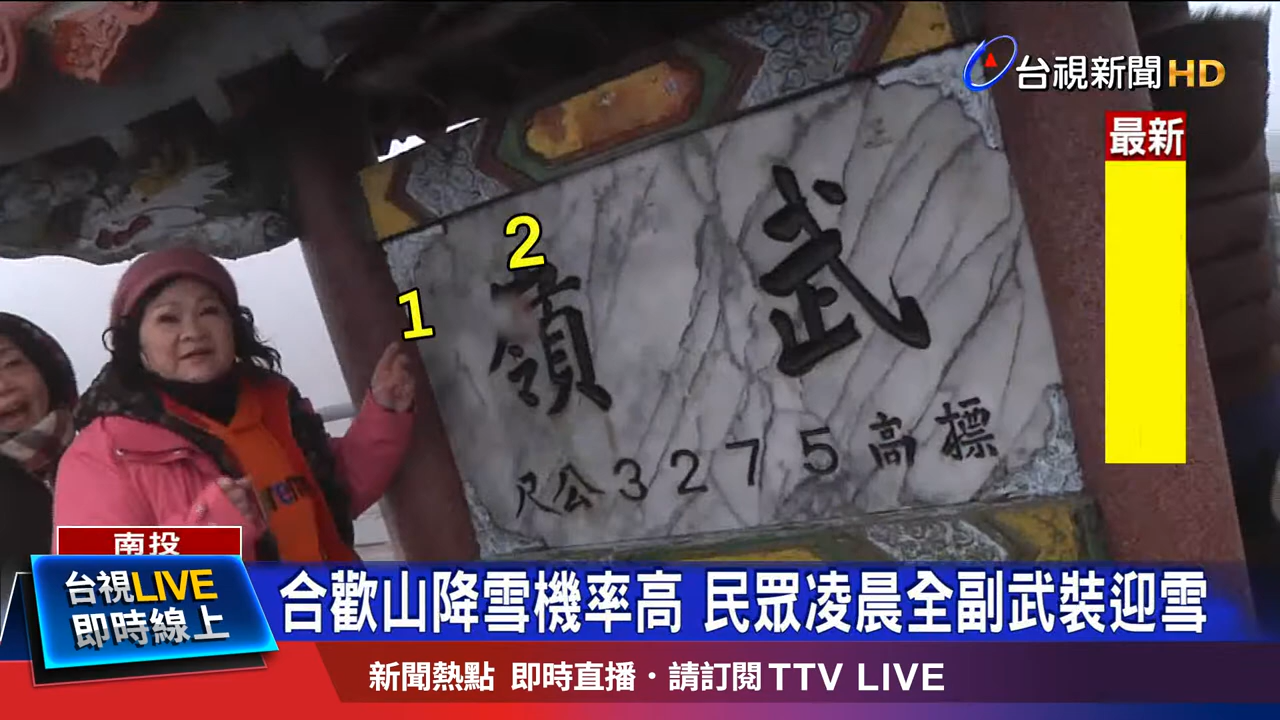 台視新聞HD
最新
1
2
武嶺
標高5723公尺
南投
台視LIVE
即時線上
合歡山降雪機率高 民眾凌晨全副武裝迎雪
新聞熱點 即時直播・請訂閱TTV LIVE